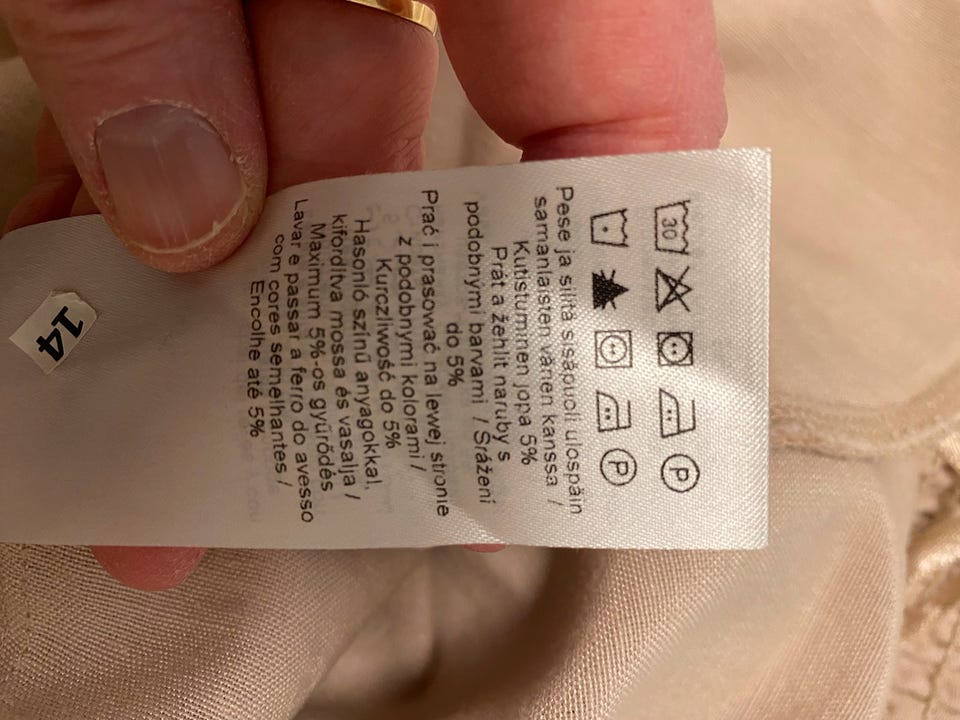 30
P
P
Pese ja silitä sisäpuoli ulospäin
samanlaisten värien kanssa /
Kutistuminen jopa 5%
Prát a žehlit naruby s
podobnými barvami / Srážení
do 5%
Prać i prasować na lewej stronie
z podobnymi kolorami /
Kurczliwość do 5%
Hasonló színű anyagokkal,
kifordítva mossa és vasalja /
Maximum 5%-os gyűrődés
Lavar e passar a ferro do avesso
com cores semelhantes /
Encolhe até 5%
14